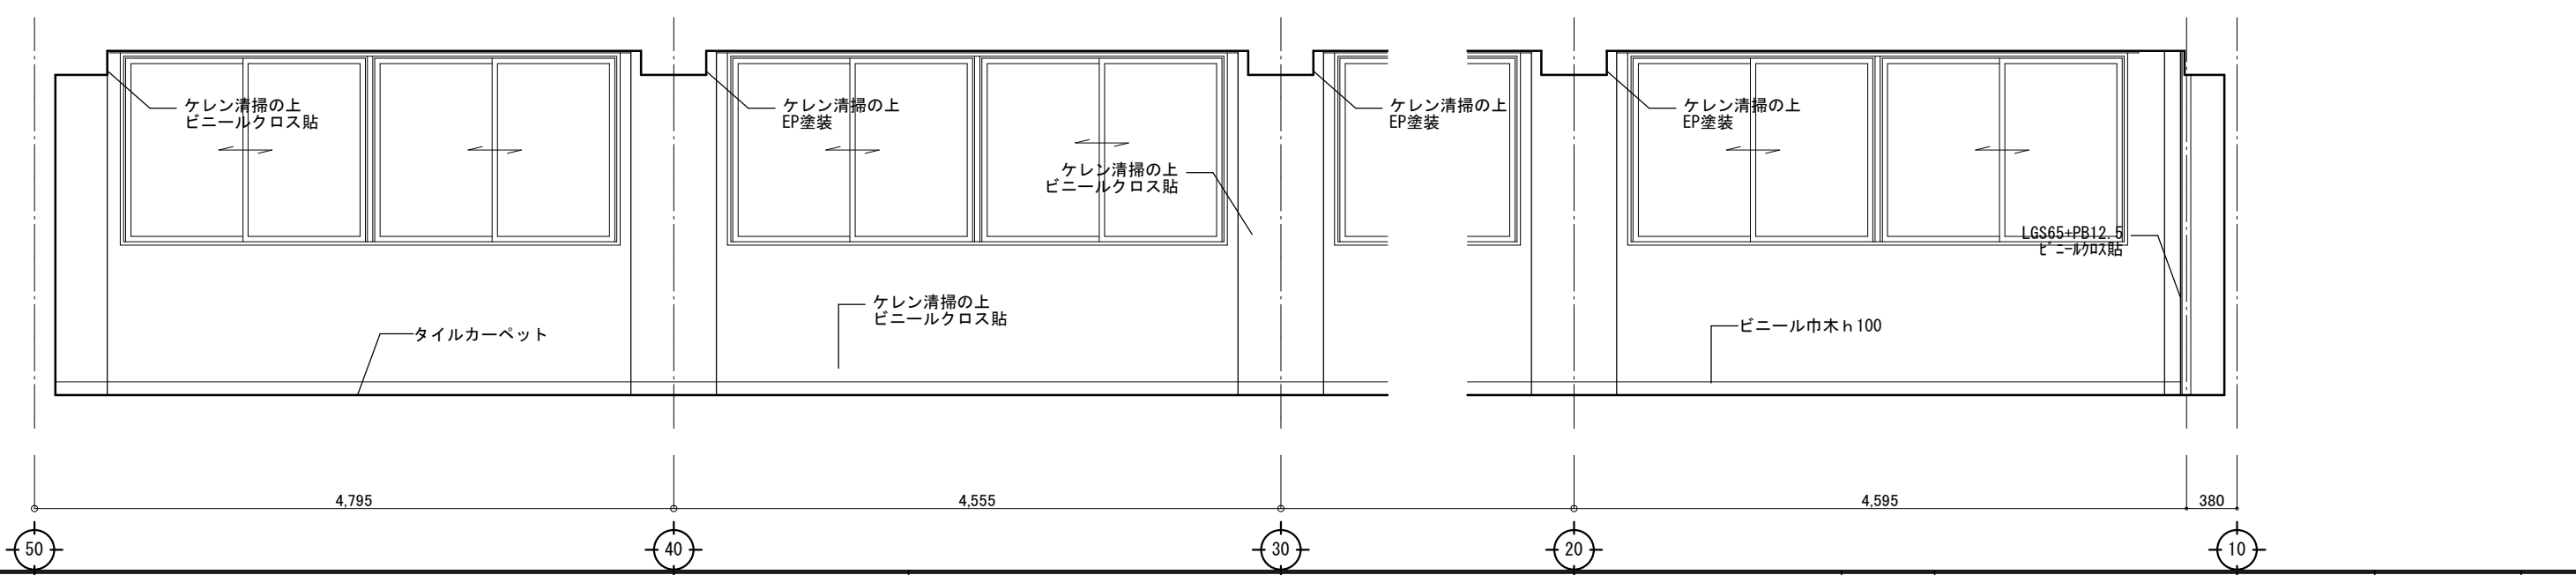 ケレン清掃の上
ビニールクロス貼
ケレン清掃の上
EP塗装
ケレン清掃の上
EP塗装
ケレン清掃の上
EP塗装
ケレン清掃の上
ビニールクロス貼
LGS65+PB12.5
ビニールクロス貼
ケレン清掃の上
ビニールクロス貼
タイルカーペット
ビニール巾木h100
4,795
4,555
4,595
380
50
40
30
20
10